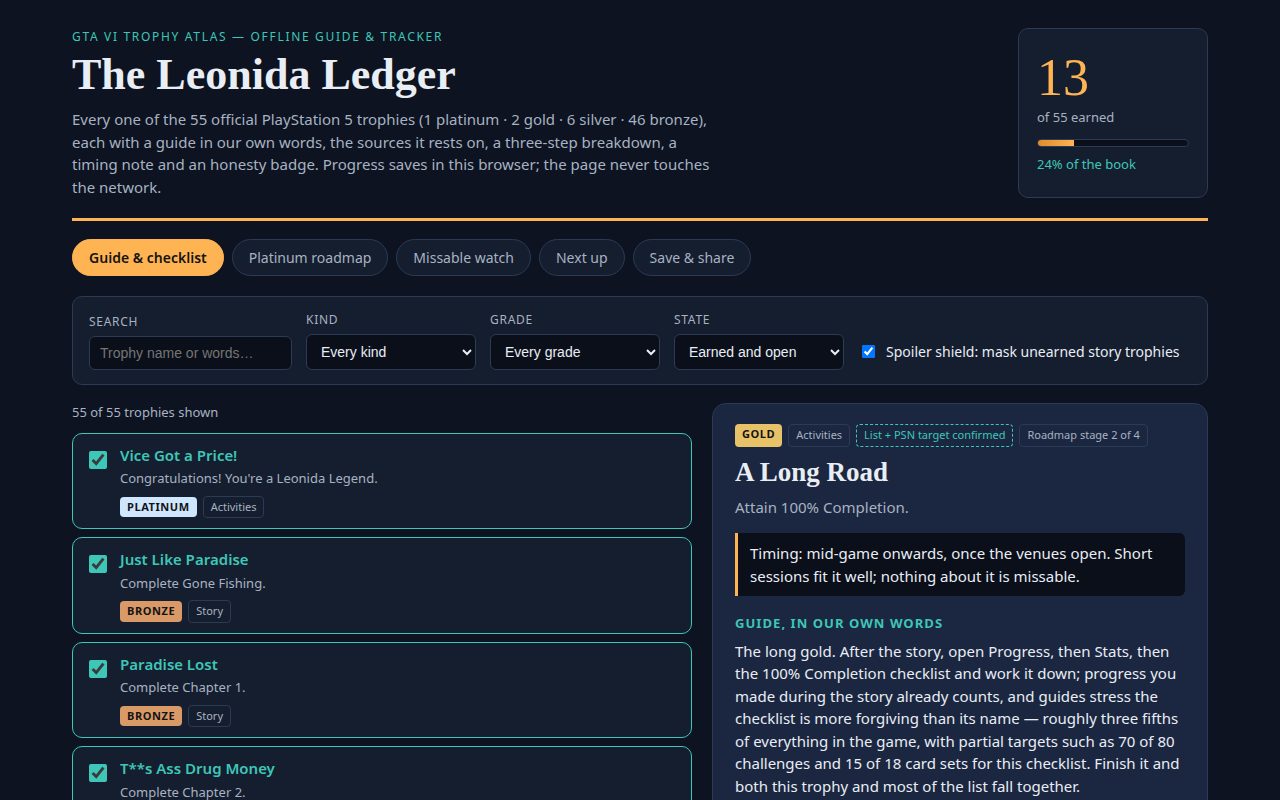 GTA VI TROPHY ATLAS — OFFLINE GUIDE & TRACKER
The Leonida Ledger
Every one of the 55 official PlayStation 5 trophies (1 platinum · 2 gold · 6 silver · 46 bronze),
each with a guide in our own words, the sources it rests on, a three-step breakdown, a
timing note and an honesty badge. Progress saves in this browser; the page never touches
the network.
13
of 55 earned
24% of the book
Guide & checklist
Platinum roadmap
Missable watch
Next up
Save & share
SEARCH
Trophy name or words…
KIND
Every kind
GRADE
Every grade
STATE
Earned and open
Spoiler shield: mask unearned story trophies
55 of 55 trophies shown
Vice Got a Price!
Congratulations! You're a Leonida Legend.
PLATINUM
Activities
Just Like Paradise
Complete Gone Fishing.
BRONZE
Story
Paradise Lost
Complete Chapter 1.
BRONZE
Story
T**s Ass Drug Money
Complete Chapter 2.
GOLD
Activities
List + PSN target confirmed
Roadmap stage 2 of 4
A Long Road
Attain 100% Completion.
Timing: mid-game onwards, once the venues open. Short
sessions fit it well; nothing about it is missable.
GUIDE, IN OUR OWN WORDS
The long gold. After the story, open Progress, then Stats, then
the 100% Completion checklist and work it down; progress you
made during the story already counts, and guides stress the
checklist is more forgiving than its name — roughly three fifths
of everything in the game, with partial targets such as 70 of 80
challenges and 15 of 18 card sets for this checklist. Finish it and
both this trophy and most of the list fall together.